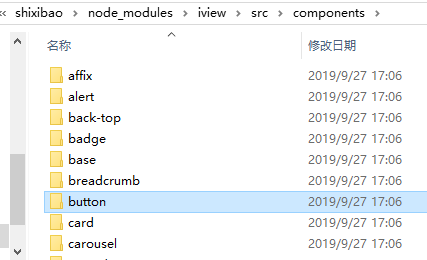 « shixibao > node_modules > iview > src > components >
名称 修改日期
affix 2019/9/27 17:06
alert 2019/9/27 17:06
back-top 2019/9/27 17:06
badge 2019/9/27 17:06
base 2019/9/27 17:06
breadcrumb 2019/9/27 17:06
button 2019/9/27 17:06
card 2019/9/27 17:06
carousel 2019/9/27 17:06